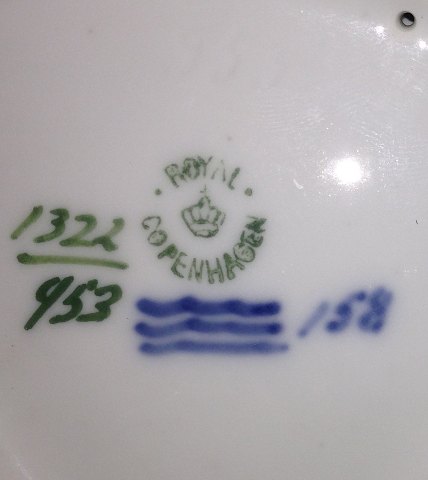 · ROYAL ·
COPENHAGEN
1322
953
158